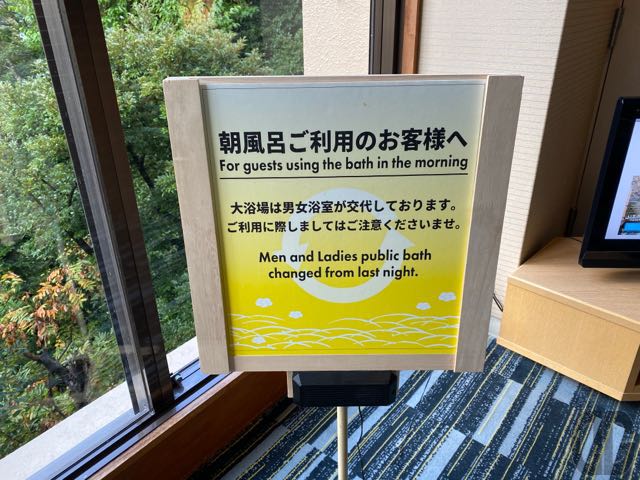 朝風呂ご利用のお客様へ
For guests using the bath in the morning
大浴場は男女浴室が交代しております。
ご利用に際しましてはご注意くださいませ。
Men and Ladies public bath
changed from last night.